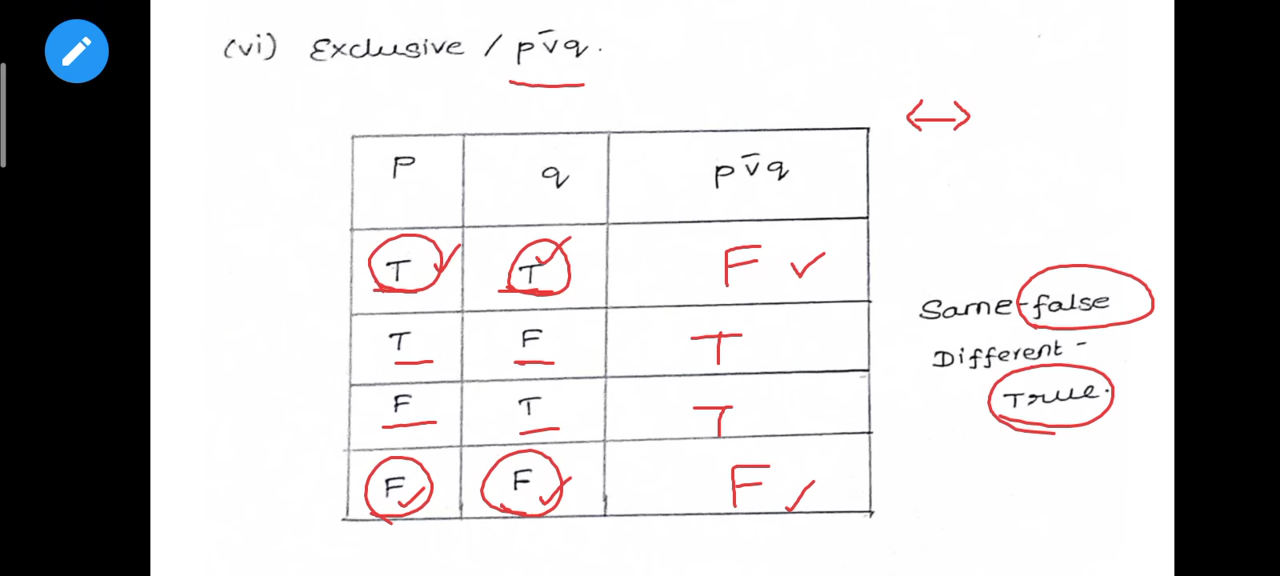 (vi) Exclusive / p v̄ q.
↔
P q p v̄ q
T T F
T F T
F T T
F F F
Same - false
Different -
True.